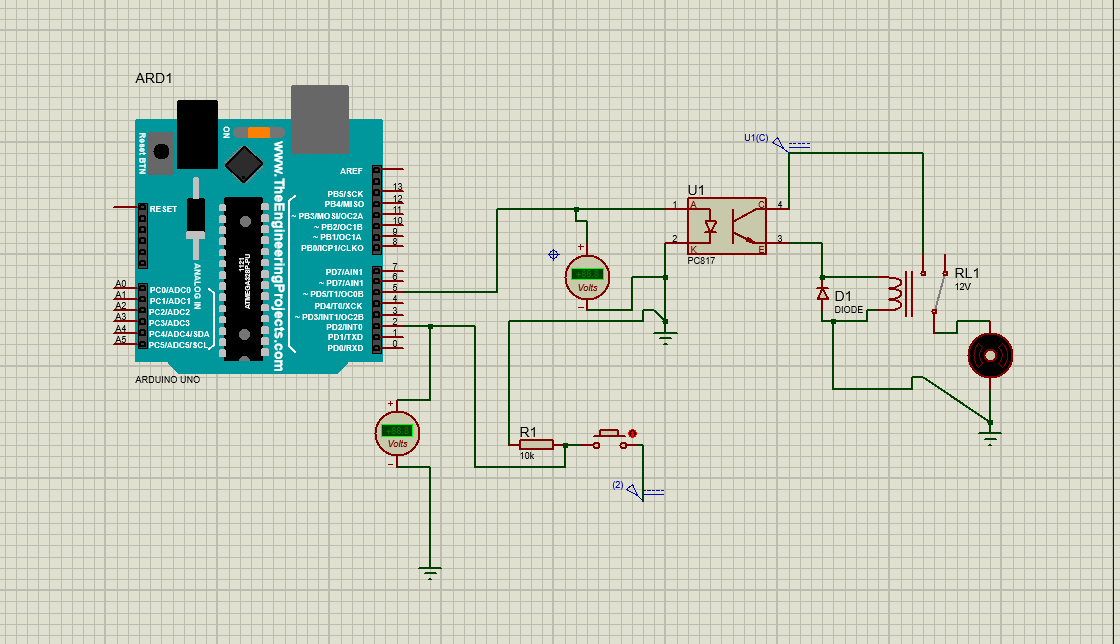 ARD1
Reset BTN
ON
www.TheEngineeringProjects.com
AREF
PB5/SCK 13
PB4/MISO 12
~ PB3/MOSI/OC2A 11
~ PB2/OC1B 10
~ PB1/OC1A 9
PB0/ICP1/CLKO 8
RESET
ANALOG IN
1121
ATMEGA328P-PU
PD7/AIN1 7
~ PD7/AIN1 6
~ PD5/T1/OC0B 5
PD4/T0/XCK 4
~ PD3/INT1/OC2B 3
PD2/INT0 2
PD1/TXD 1
PD0/RXD 0
A0 PC0/ADC0
A1 PC1/ADC1
A2 PC2/ADC2
A3 PC3/ADC3
A4 PC4/ADC4/SDA
A5 PC5/ADC5/SCL
ARDUINO UNO
+
Volts
−
+
Volts
−
U1(C)
U1
1 A C 4
2 K E 3
PC817
D1
DIODE
RL1
12V
R1
10k
(2)